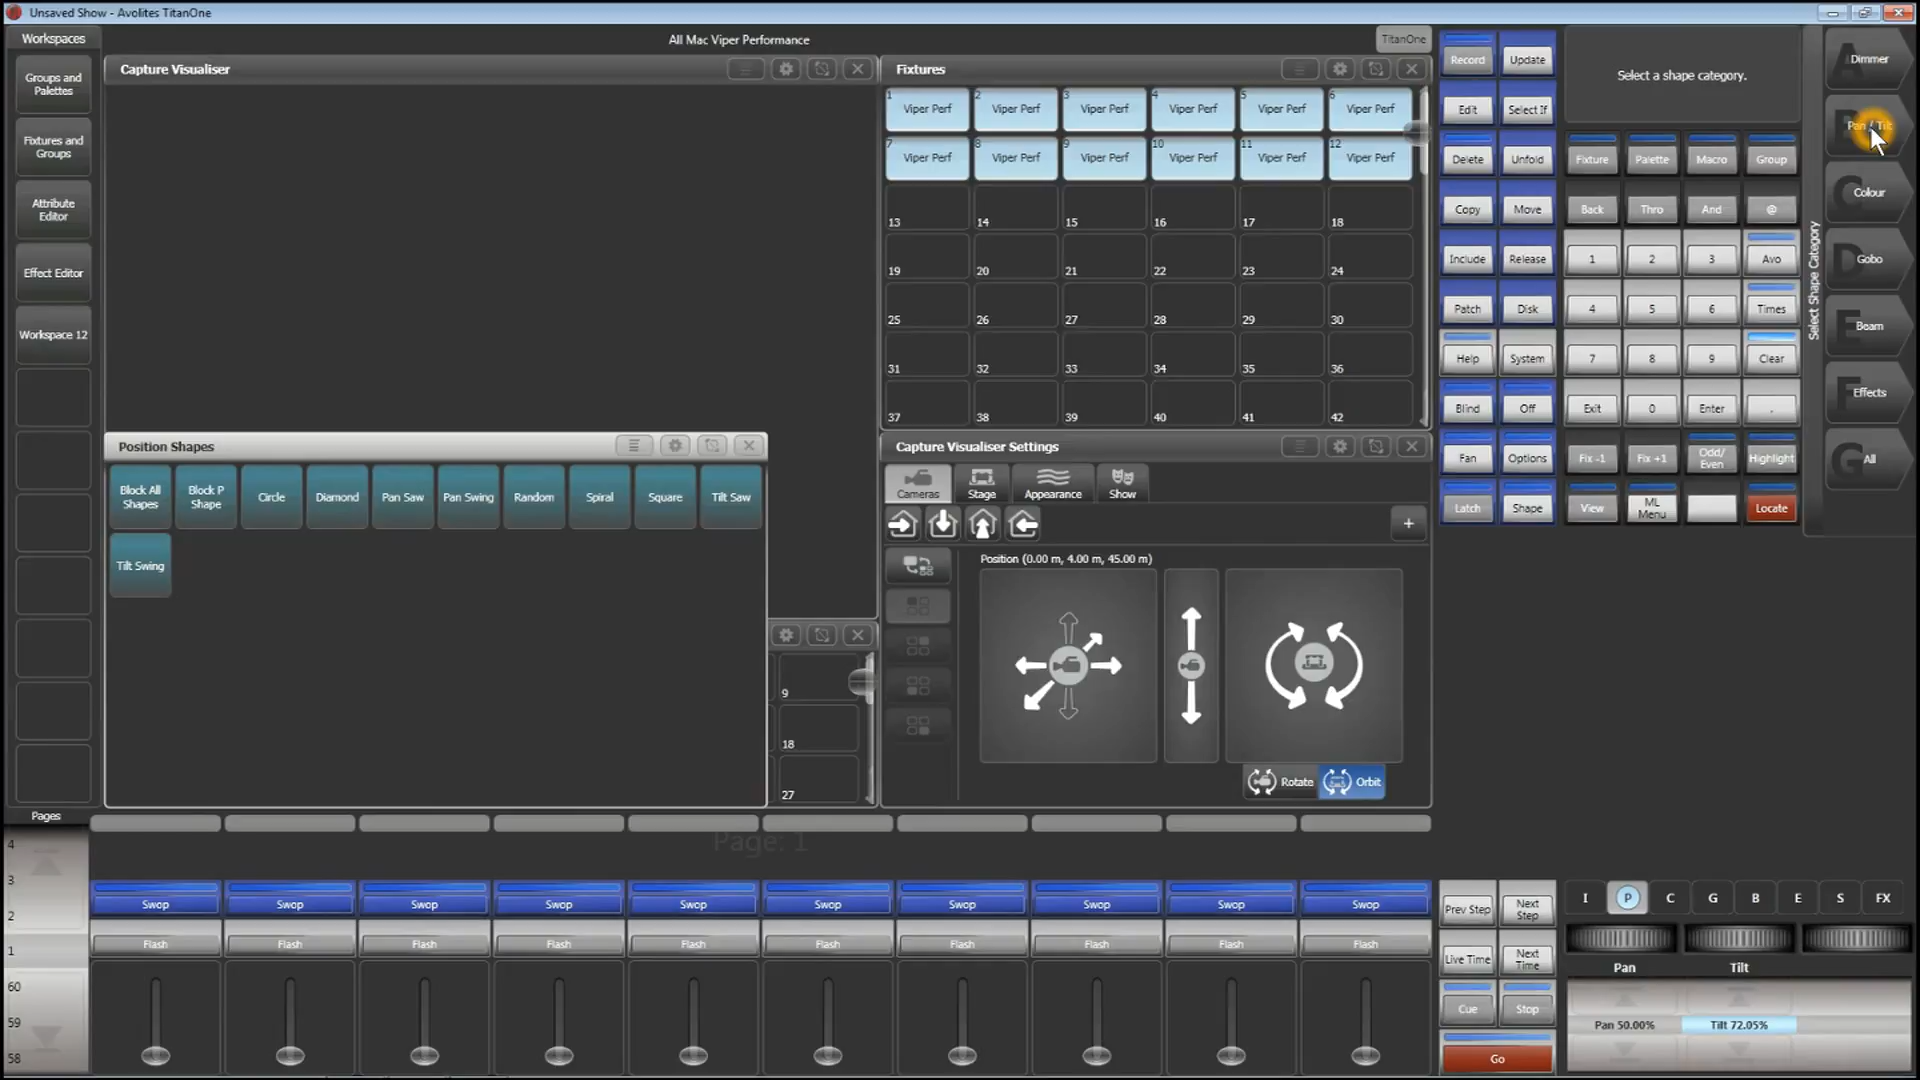 Unsaved Show - Avolites TitanOne
Workspaces
All Mac Viper Performance
TitanOne
Groups and
Palettes
Fixtures and
Groups
Attribute
Editor
Effect Editor
Workspace 12
Capture Visualiser
Fixtures
1 Viper Perf
2 Viper Perf
3 Viper Perf
4 Viper Perf
5 Viper Perf
6 Viper Perf
7 Viper Perf
8 Viper Perf
9 Viper Perf
10 Viper Perf
11 Viper Perf
12 Viper Perf
13 14 15 16 17 18
19 20 21 22 23 24
25 26 27 28 29 30
31 32 33 34 35 36
37 38 39 40 41 42
Position Shapes
Block All
Shapes
Block P
Shape
Circle
Diamond
Pan Saw
Pan Swing
Random
Spiral
Square
Tilt Saw
Tilt Swing
9
18
27
Capture Visualiser Settings
Cameras
Stage
Appearance
Show
+
Position (0.00 m, 4.00 m, 45.00 m)
Rotate
Orbit
Record
Update
Edit
Select If
Delete
Unfold
Copy
Move
Include
Release
Patch
Disk
Help
System
Blind
Off
Fan
Options
Latch
Shape
Select a shape category.
Fixture
Palette
Macro
Group
Back
Thro
And
@
1
2
3
Avo
4
5
6
Times
7
8
9
Clear
Exit
0
Enter
.
Fix -1
Fix +1
Odd/
Even
Highlight
View
ML
Menu
Locate
Select Shape Category
A Dimmer
Pan / Tilt
C Colour
D Gobo
E Beam
F Effects
G All
Pages
4
3
2
1
60
59
58
Page: 1
Swop
Swop
Swop
Swop
Swop
Swop
Swop
Swop
Swop
Swop
Flash
Flash
Flash
Flash
Flash
Flash
Flash
Flash
Flash
Flash
Prev Step
Next
Step
Live Time
Next
Time
Cue
Stop
Go
I P C G B E S FX
Pan
Tilt
Pan 50.00%
Tilt 72.05%